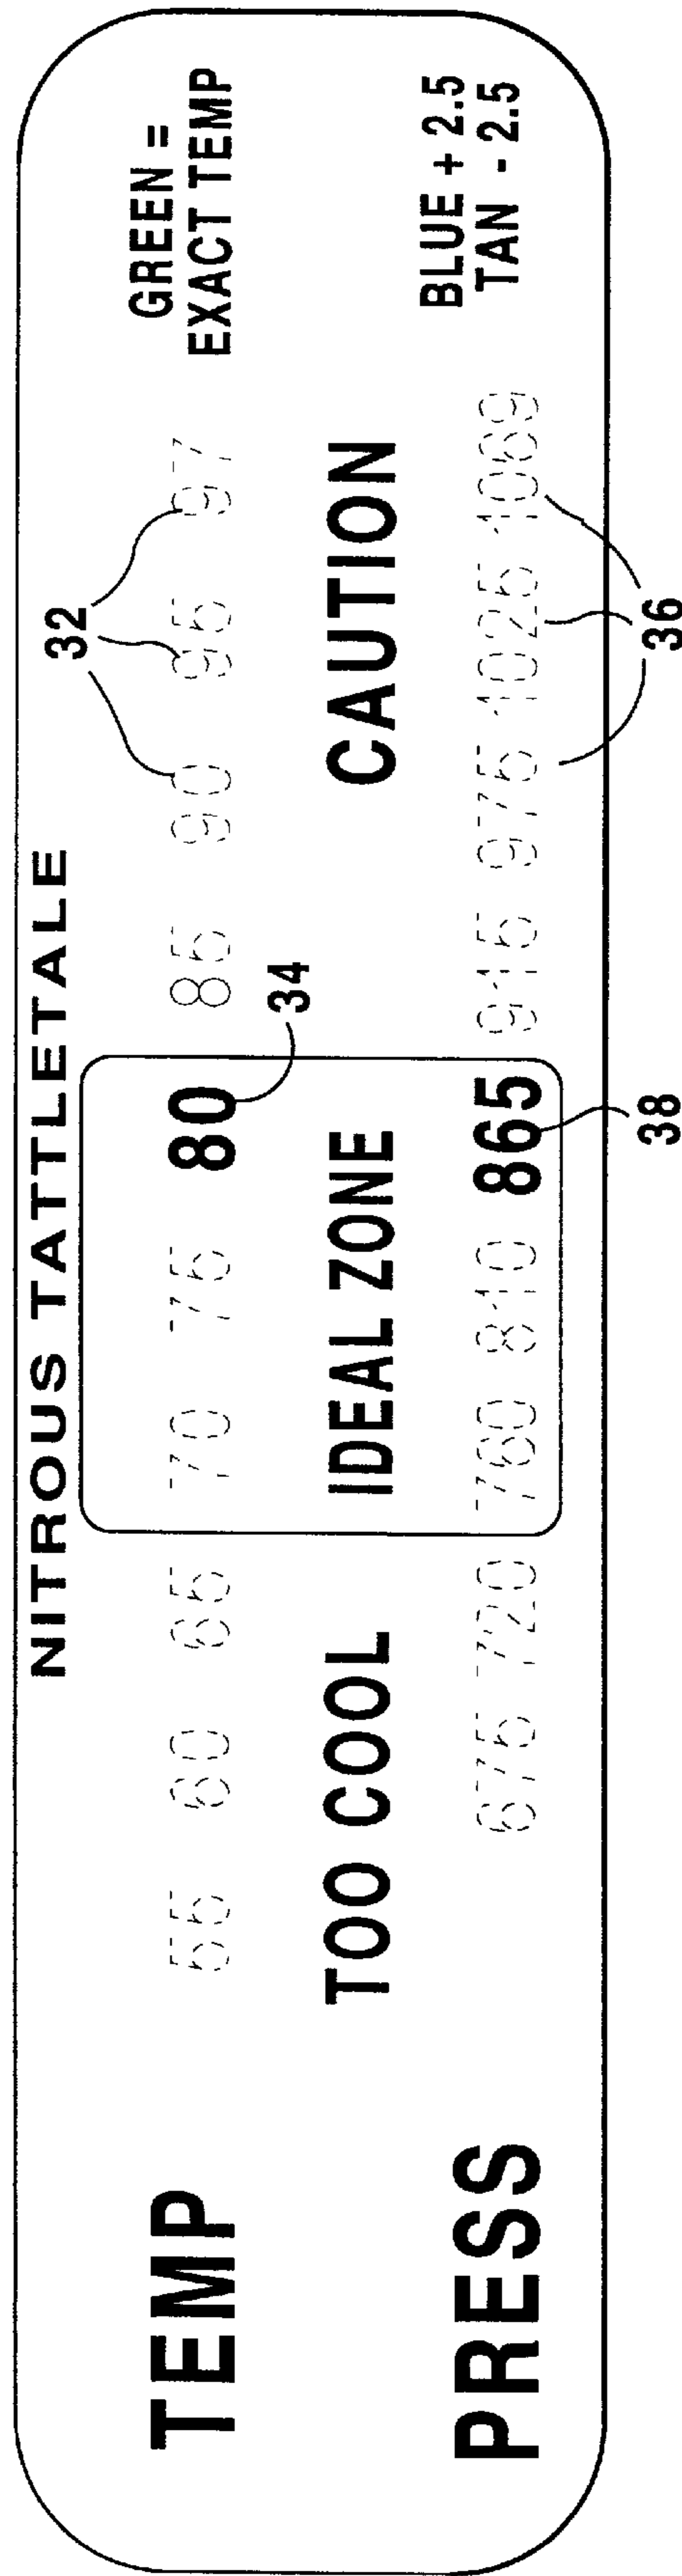 NITROUS TATTLETALE
32
TEMP 55 60 65 70 75 80 85 90 95 97
GREEN =
EXACT TEMP
34
TOO COOL IDEAL ZONE CAUTION
PRESS 675 720 760 810 865 915 975 1025 1069
BLUE + 2.5
TAN - 2.5
38 36